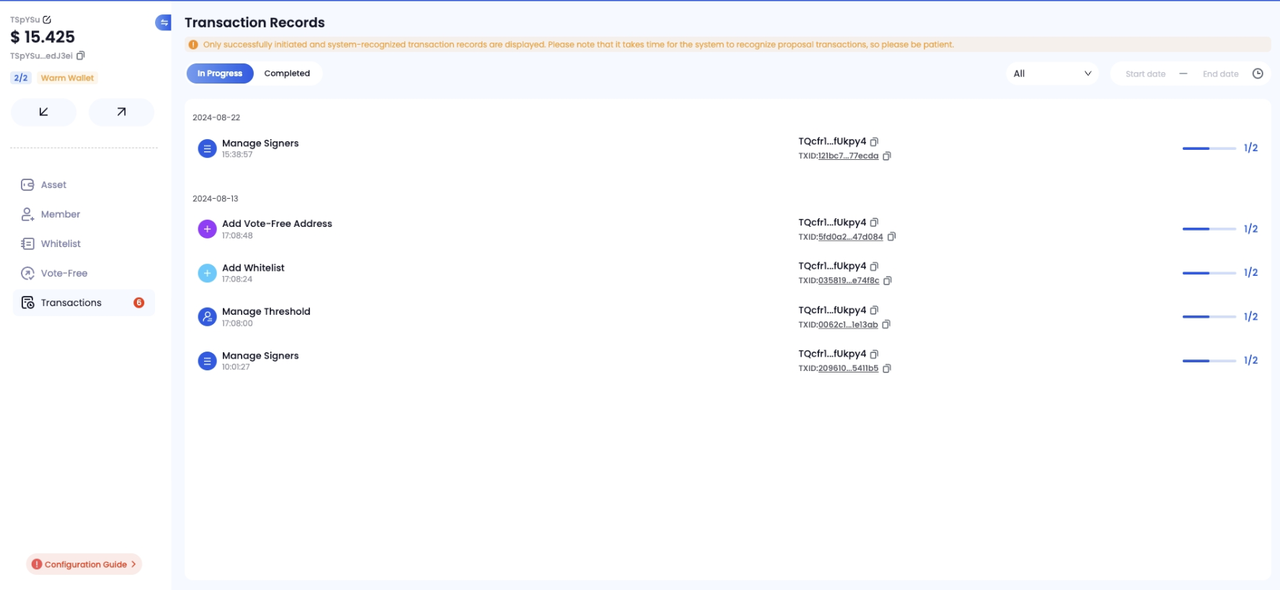 TSpYSu
$ 15.425
TSpYSu...edJ3ei
2/2 Warm Wallet
Asset
Member
Whitelist
Vote-Free
Transactions 5
Configuration Guide
Transaction Records
Only successfully initiated and system-recognized transaction records are displayed. Please note that it takes time for the system to recognize proposal transactions, so please be patient.
In Progress Completed All Start date — End date
2024-08-22
Manage Signers TQcfr1...fUkpy4
15:38:57 TXID:121bc7...77ecda 1/2
2024-08-13
Add Vote-Free Address TQcfr1...fUkpy4
17:08:48 TXID:5fd0a2...47d084 1/2
Add Whitelist TQcfr1...fUkpy4
17:08:24 TXID:035819...e74f8c 1/2
Manage Threshold TQcfr1...fUkpy4
17:08:00 TXID:0062c1...1e13ab 1/2
Manage Signers TQcfr1...fUkpy4
10:01:27 TXID:209610...5411b5 1/2